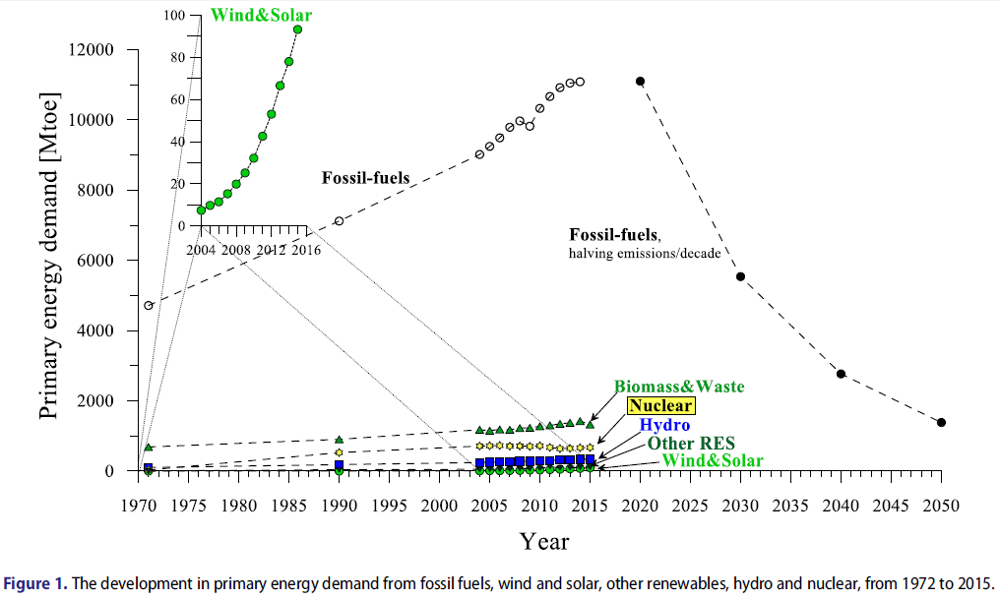 Wind&Solar
100
80
60
40
20
0
2004 2008 2012 2016
Primary energy demand [Mtoe]
12000
10000
8000
6000
4000
2000
0
Fossil-fuels
Fossil-fuels,
halving emissions/decade
Biomass&Waste
Nuclear
Hydro
Other RES
Wind&Solar
1970 1975 1980 1985 1990 1995 2000 2005 2010 2015 2020 2025 2030 2035 2040 2045 2050
Year
Figure 1. The development in primary energy demand from fossil fuels, wind and solar, other renewables, hydro and nuclear, from 1972 to 2015.